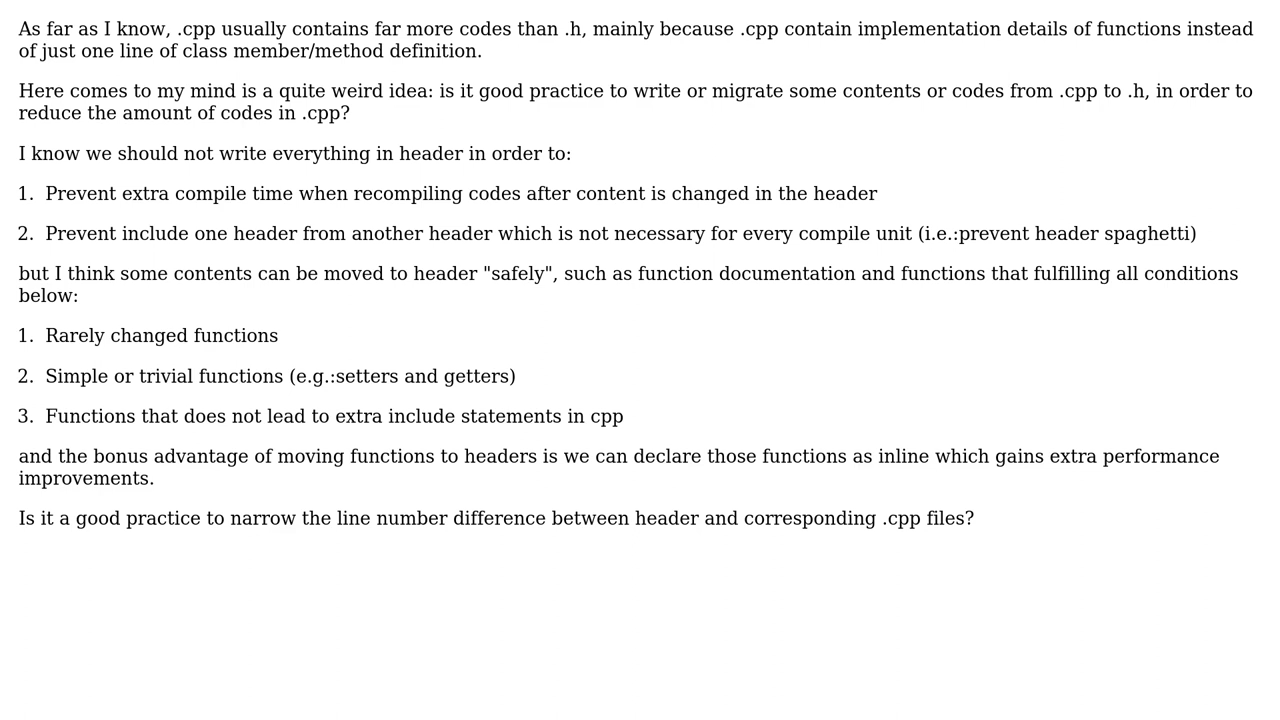 As far as I know, .cpp usually contains far more codes than .h, mainly because .cpp contain implementation details of functions instead
of just one line of class member/method definition.
Here comes to my mind is a quite weird idea: is it good practice to write or migrate some contents or codes from .cpp to .h, in order to
reduce the amount of codes in .cpp?
I know we should not write everything in header in order to:
1. Prevent extra compile time when recompiling codes after content is changed in the header
2. Prevent include one header from another header which is not necessary for every compile unit (i.e.:prevent header spaghetti)
but I think some contents can be moved to header "safely", such as function documentation and functions that fulfilling all conditions
below:
1. Rarely changed functions
2. Simple or trivial functions (e.g.:setters and getters)
3. Functions that does not lead to extra include statements in cpp
and the bonus advantage of moving functions to headers is we can declare those functions as inline which gains extra performance
improvements.
Is it a good practice to narrow the line number difference between header and corresponding .cpp files?